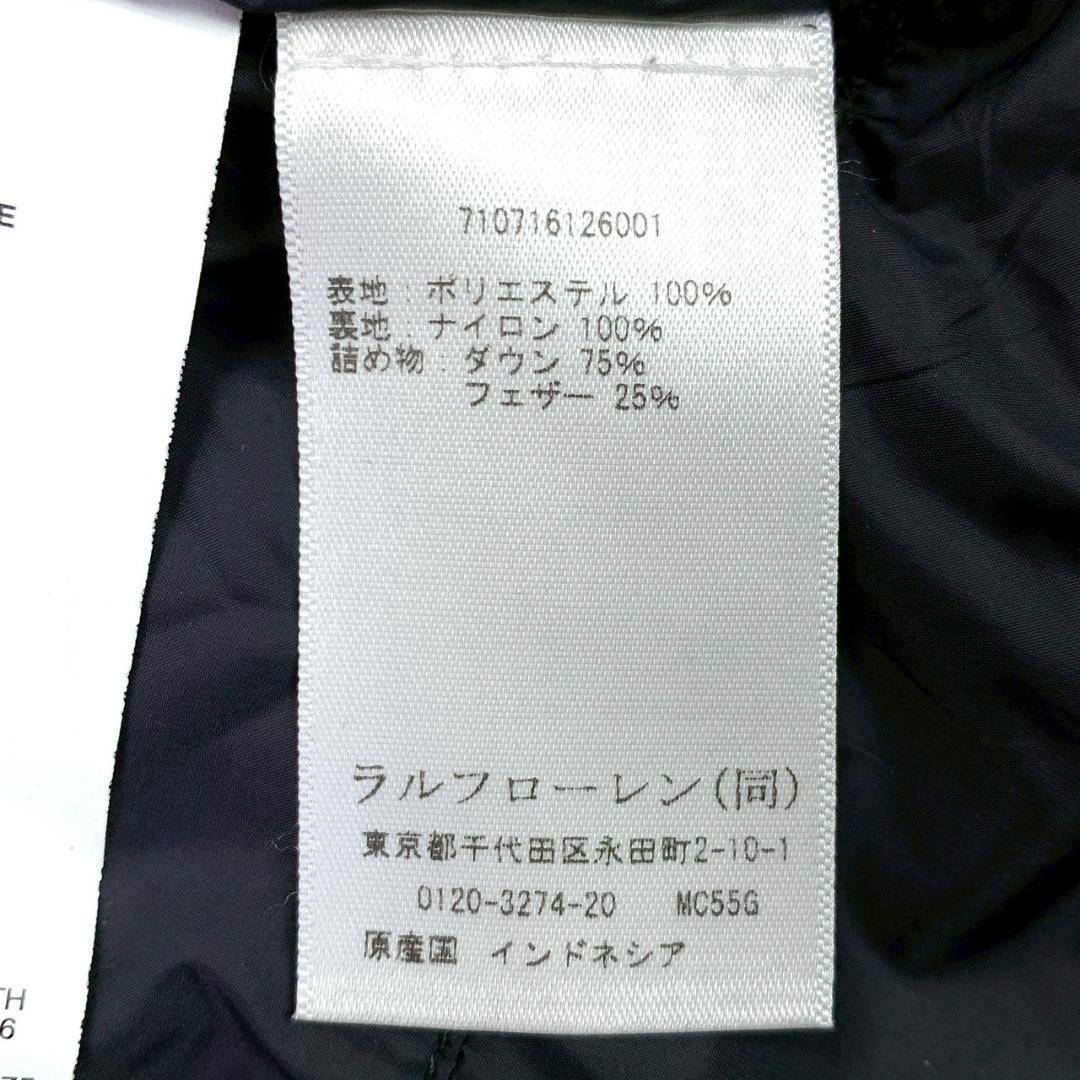 710716126001
表地:ポリエステル 100%
裏地:ナイロン 100%
詰め物:ダウン 75%
フェザー 25%
ラルフローレン(同)
東京都千代田区永田町2-10-1
0120-3274-20 MC55G
原産国 インドネシア
E
TH
6